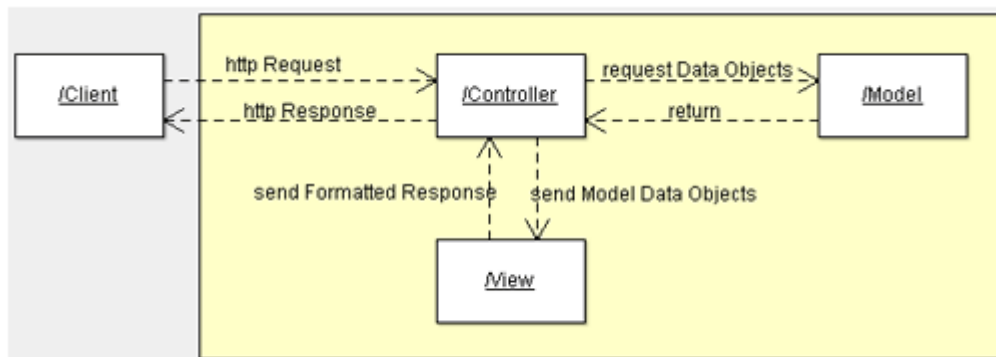 http Request
request Data Objects
/Client
/Controller
/Model
http Response
return
send Formatted Response
send Model Data Objects
/View